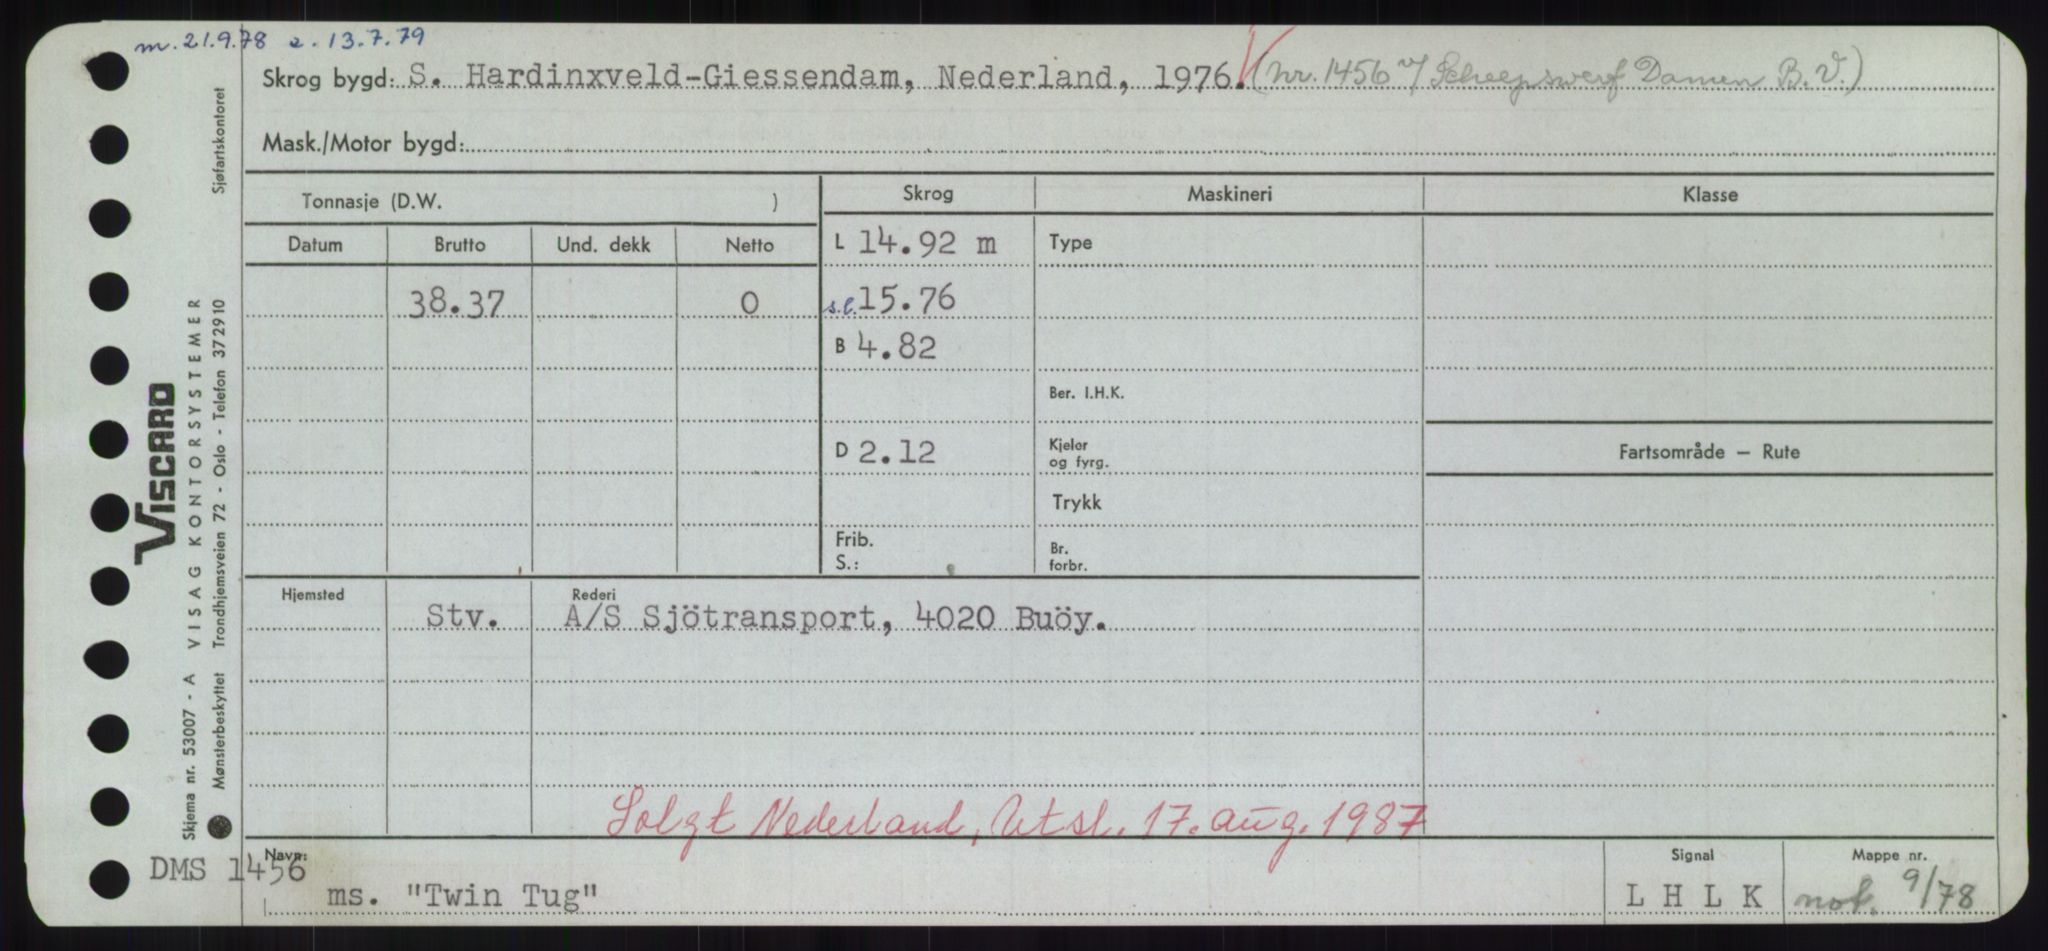 m. 21.9.78 a. 13.7.79
Skrog bygd: S. Hardinxveld-Giessendam, Nederland, 1976. (Nr. 1456 v/ Scheepswerf Damen B.V.)
Mask./Motor bygd:
Tonnasje (D.W. )
Skrog Maskineri Klasse
Datum Brutto Und. dekk Netto
L 14.92 m Type
38.37 0 s.l. 15.76
B 4.82
Ber. I.H.K.
D 2.12 Kjeler og fyrg.
Fartsområde — Rute
Trykk
Frib.
S.:
Br. forbr.
Hjemsted Rederi
Stv. A/S Sjötransport, 4020 Buöy.
Solgt Nederland, Utsl. 17. aug. 1987
DMS 1456
Navn: Signal Mappe nr.
ms. "Twin Tug" L H L K not. 9/78
VISCARD
Skjema nr. 53007 - A VISAG KONTORSYSTEMER
Mønsterbeskyttet Trondhjemsveien 72 - Oslo - Telefon 372910 Sjøfartskontoret